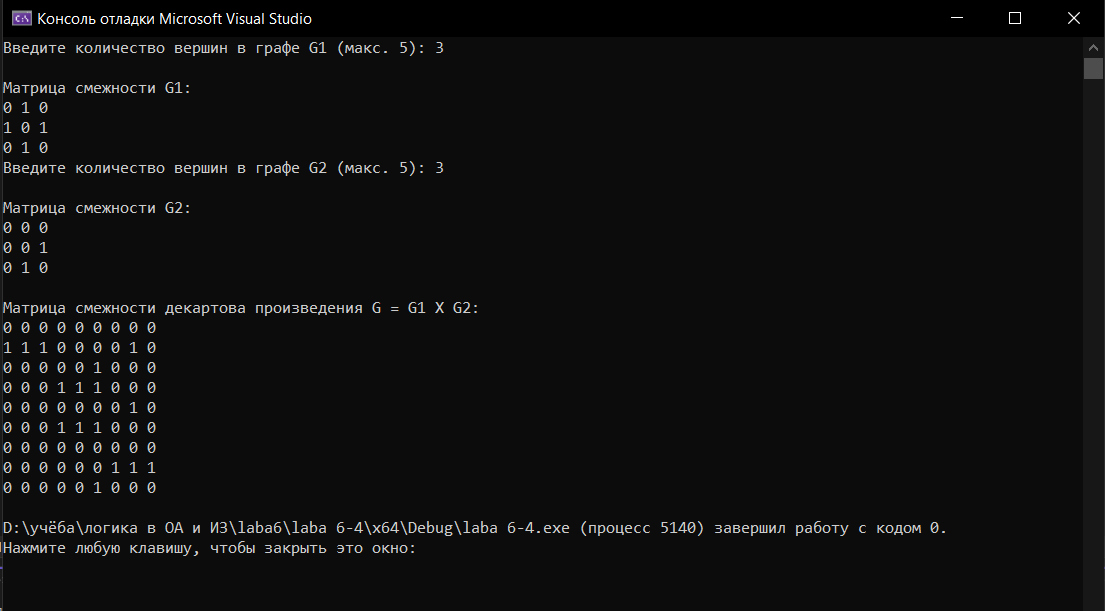 Консоль отладки Microsoft Visual Studio
Введите количество вершин в графе G1 (макс. 5): 3
Матрица смежности G1:
0 1 0
1 0 1
0 1 0
Введите количество вершин в графе G2 (макс. 5): 3
Матрица смежности G2:
0 0 0
0 0 1
0 1 0
Матрица смежности декартова произведения G = G1 X G2:
0 0 0 0 0 0 0 0 0
1 1 1 0 0 0 0 1 0
0 0 0 0 0 1 0 0 0
0 0 0 1 1 1 0 0 0
0 0 0 0 0 0 0 1 0
0 0 0 1 1 1 0 0 0
0 0 0 0 0 0 0 0 0
0 0 0 0 0 0 1 1 1
0 0 0 0 0 1 0 0 0
D:\учёба\логика в ОА и ИЗ\laba6\laba 6-4\x64\Debug\laba 6-4.exe (процесс 5140) завершил работу с кодом 0.
Нажмите любую клавишу, чтобы закрыть это окно: